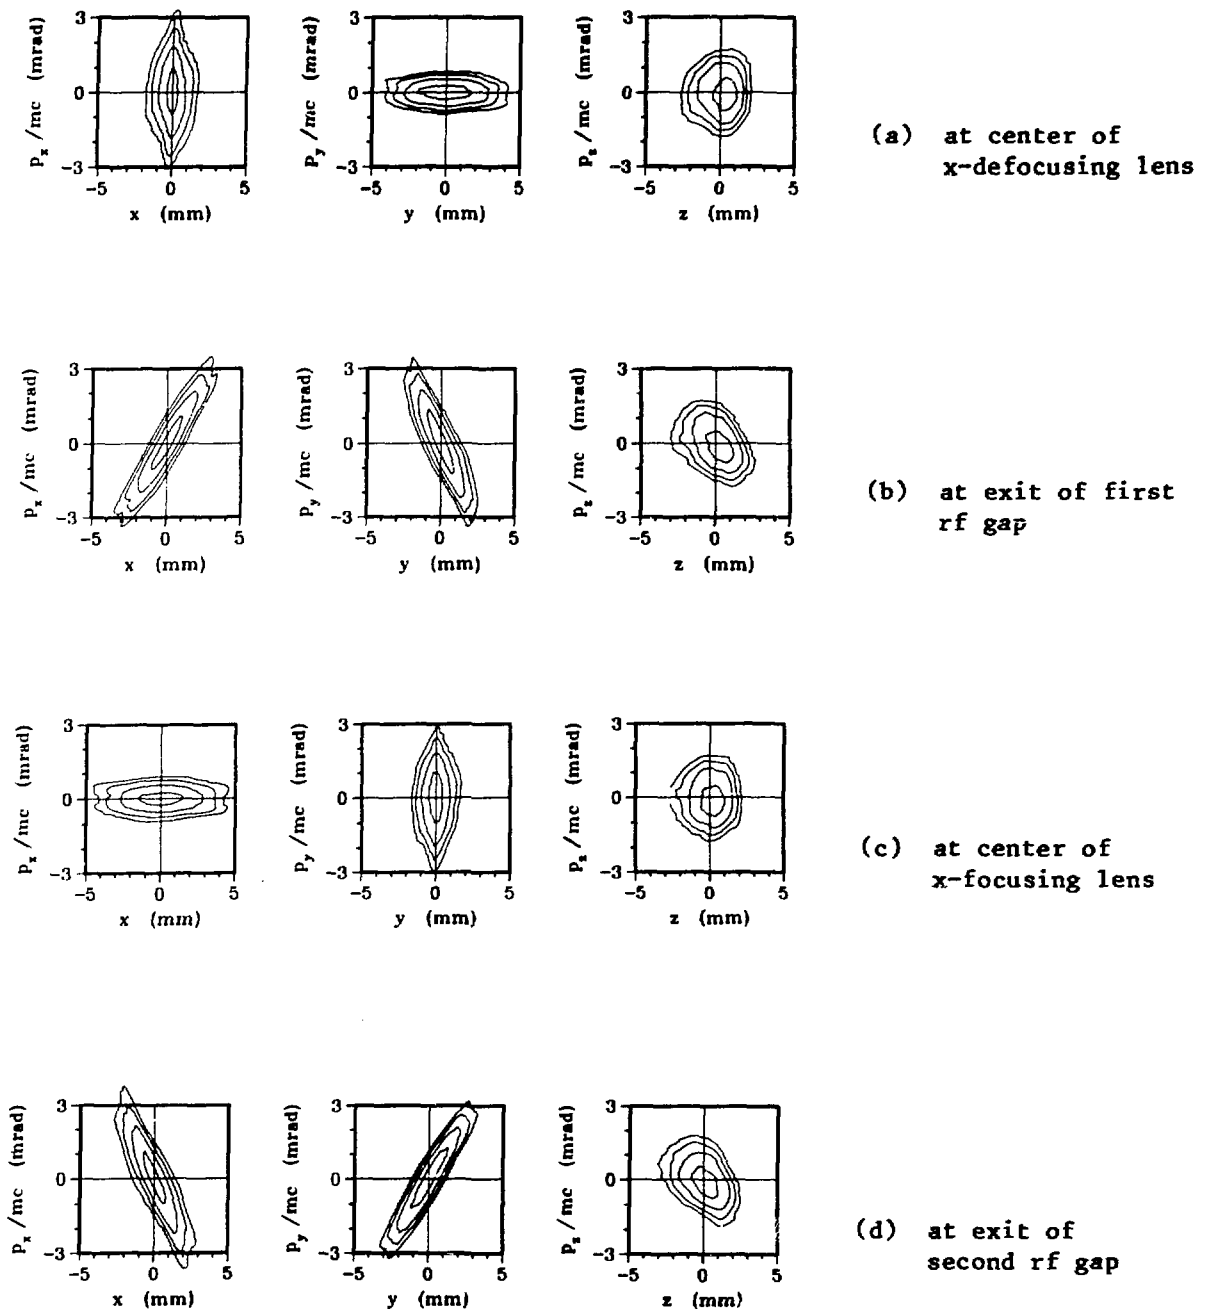 p_x/mc (mrad)
3
0
-3
-5 0 5
x (mm)
p_y/mc (mrad)
3
0
-3
-5 0 5
y (mm)
p_z/mc (mrad)
3
0
-3
-5 0 5
z (mm)
(a) at center of
x-defocusing lens
p_x/mc (mrad)
3
0
-3
-5 0 5
x (mm)
p_y/mc (mrad)
3
0
-3
-5 0 5
y (mm)
p_z/mc (mrad)
3
0
-3
-5 0 5
z (mm)
(b) at exit of first
rf gap
p_x/mc (mrad)
3
0
-3
-5 0 5
x (mm)
p_y/mc (mrad)
3
0
-3
-5 0 5
y (mm)
p_z/mc (mrad)
3
0
-3
-5 0 5
z (mm)
(c) at center of
x-focusing lens
p_x/mc (mrad)
3
0
-3
-5 0 5
x (mm)
p_y/mc (mrad)
3
0
-3
-5 0 5
y (mm)
p_z/mc (mrad)
3
0
-3
-5 0 5
z (mm)
(d) at exit of
second rf gap